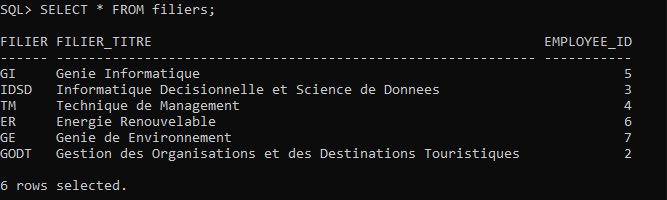 SQL> SELECT * FROM filiers;
FILIER FILIER_TITRE EMPLOYEE_ID
------ ------------------------------------------------------------ -----------
GI Genie Informatique 5
IDSD Informatique Decisionnelle et Science de Donnees 3
TM Technique de Management 4
ER Energie Renouvelable 6
GE Genie de Environnement 7
GODT Gestion des Organisations et des Destinations Touristiques 2
6 rows selected.